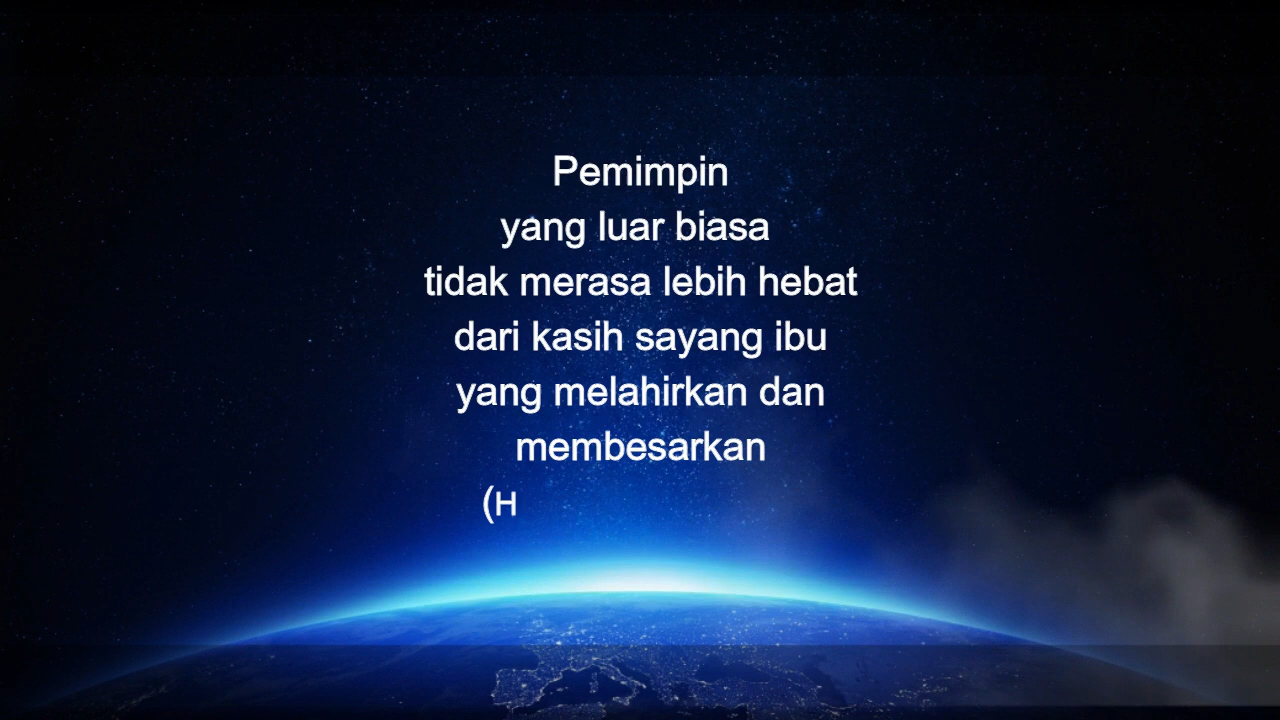 Pemimpin
yang luar biasa
tidak merasa lebih hebat
dari kasih sayang ibu
yang melahirkan dan
membesarkan
(H